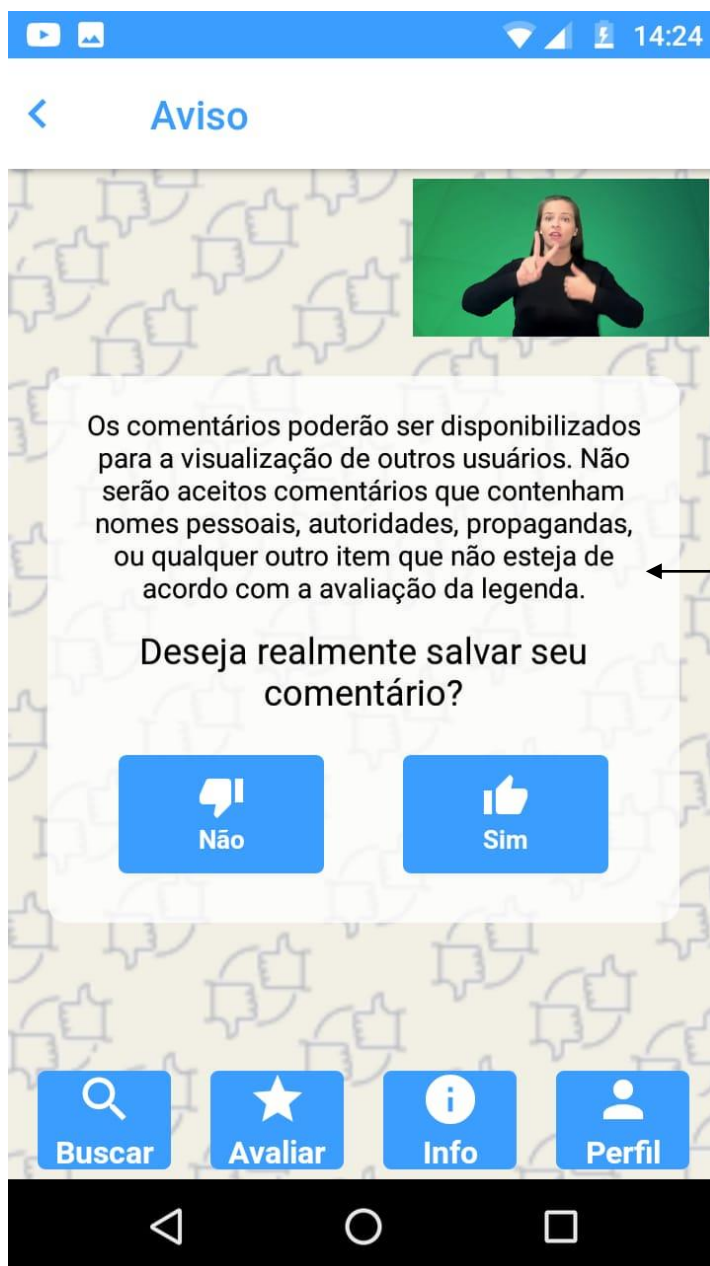 14:24
Aviso
Os comentários poderão ser disponibilizados
para a visualização de outros usuários. Não
serão aceitos comentários que contenham
nomes pessoais, autoridades, propagandas,
ou qualquer outro item que não esteja de
acordo com a avaliação da legenda.
Deseja realmente salvar seu
comentário?
Não Sim
Buscar Avaliar Info Perfil